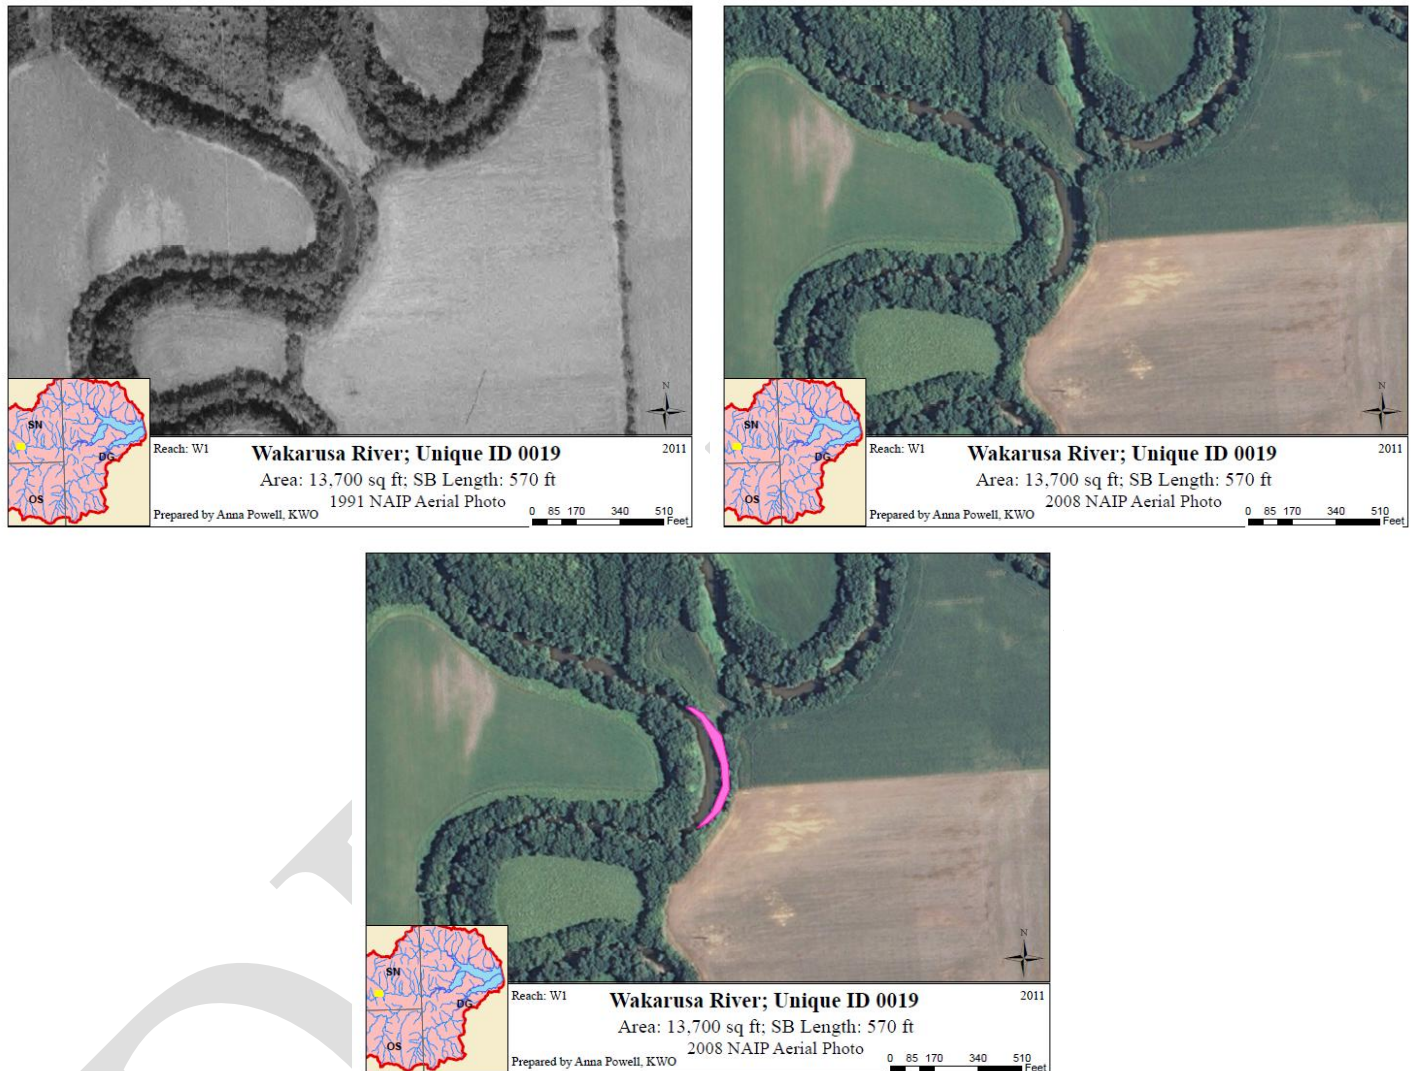 N
SN
DG
OS
Reach: W1
Wakarusa River; Unique ID 0019
2011
Area: 13,700 sq ft; SB Length: 570 ft
1991 NAIP Aerial Photo
Prepared by Anna Powell, KWO
0 85 170 340 510
Feet
N
SN
DG
OS
Reach: W1
Wakarusa River; Unique ID 0019
2011
Area: 13,700 sq ft; SB Length: 570 ft
2008 NAIP Aerial Photo
Prepared by Anna Powell, KWO
0 85 170 340 510
Feet
N
SN
DG
OS
Reach: W1
Wakarusa River; Unique ID 0019
2011
Area: 13,700 sq ft; SB Length: 570 ft
2008 NAIP Aerial Photo
Prepared by Anna Powell, KWO
0 85 170 340 510
Feet